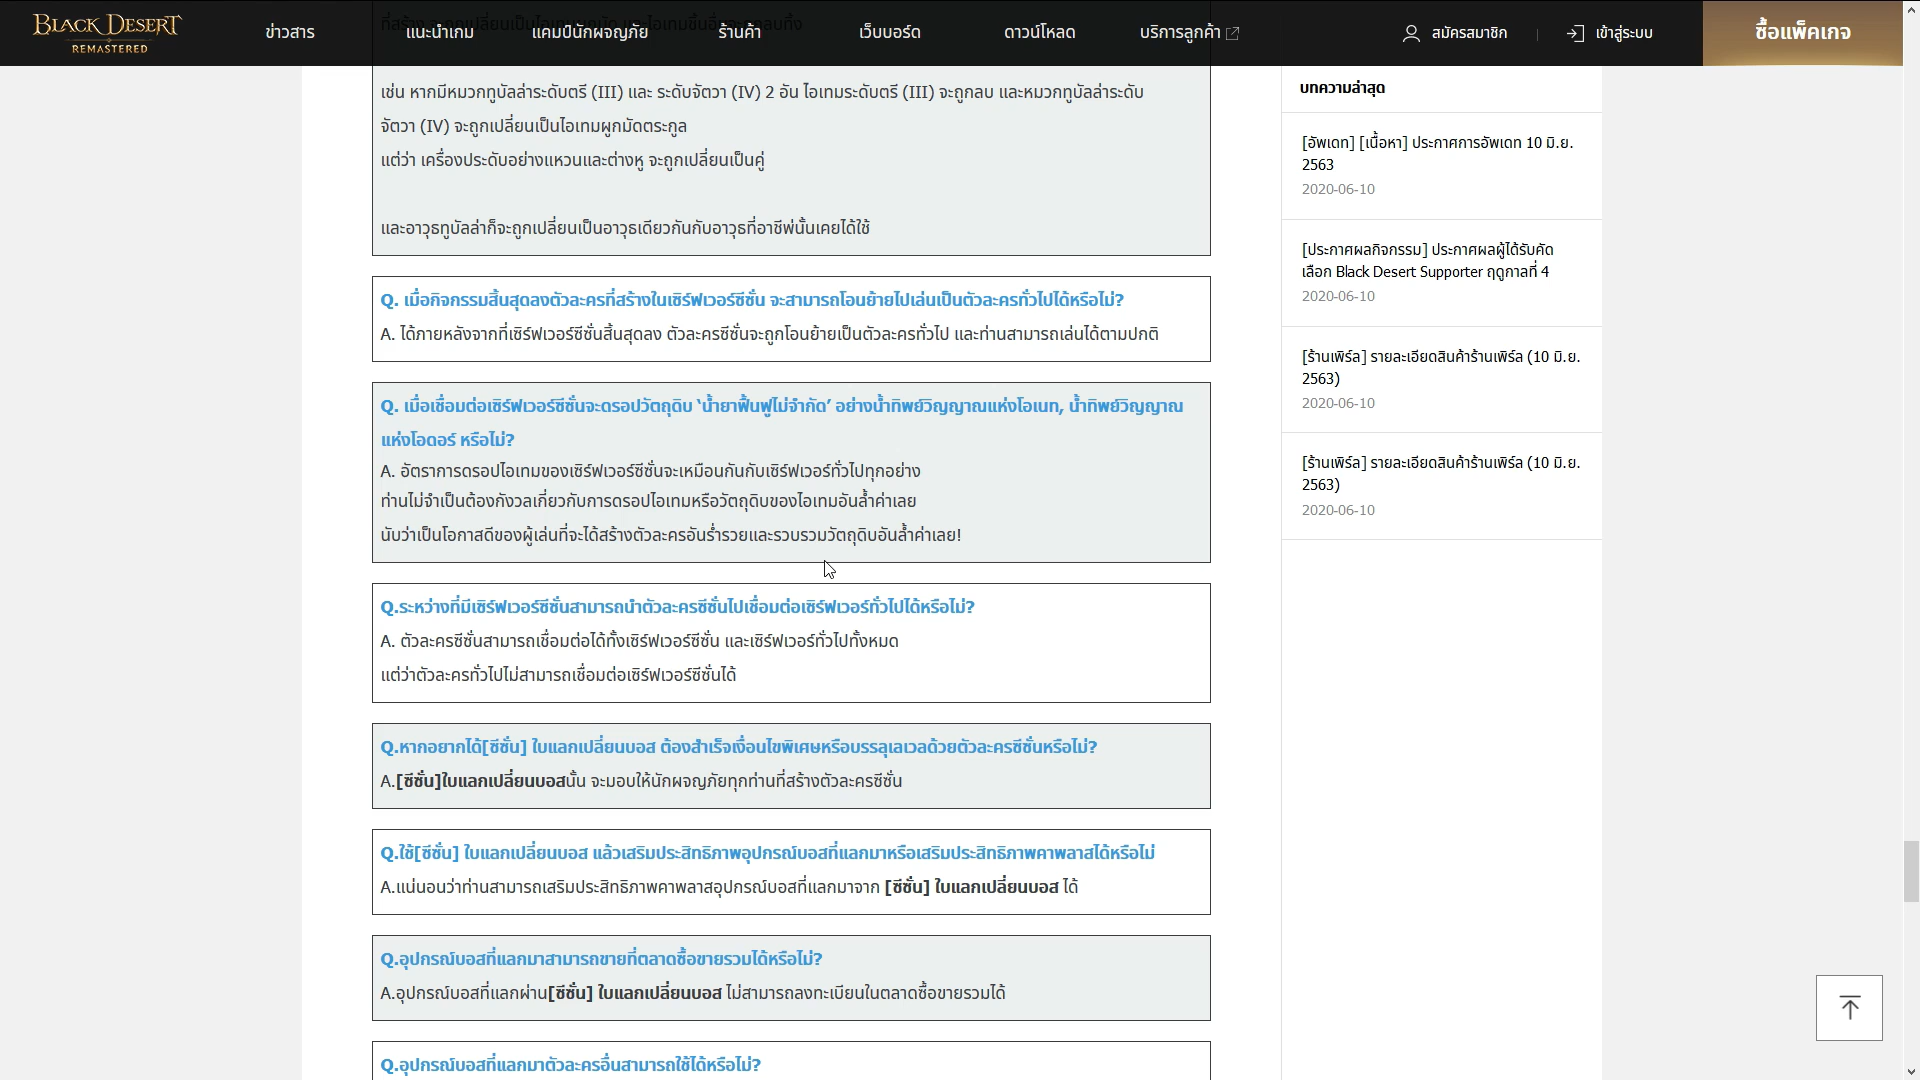 BLACK DESERT
REMASTERED
ข่าวสาร
แนะนำเกม
แคมป์นักผจญภัย
ร้านค้า
เว็บบอร์ด
ดาวน์โหลด
บริการลูกค้า
สมัครสมาชิก
เข้าสู่ระบบ
ซื้อแพ็คเกจ
เช่น หากมีหมวกทูบัลล่าระดับตรี (III) และ ระดับจัตวา (IV) 2 อัน ไอเทมระดับตรี (III) จะถูกลบ และหมวกทูบัลล่าระดับ
จัตวา (IV) จะถูกเปลี่ยนเป็นไอเทมผูกมัดตระกูล
แต่ว่า เครื่องประดับอย่างแหวนและต่างหู จะถูกเปลี่ยนเป็นคู่
และอาวุธทูบัลล่าก็จะถูกเปลี่ยนเป็นอาวุธเดียวกันกับอาวุธที่อาชีพนั้นเคยได้ใช้
Q. เมื่อกิจกรรมสิ้นสุดลงตัวละครที่สร้างในเซิร์ฟเวอร์ซีซั่น จะสามารถโอนย้ายไปเล่นเป็นตัวละครทั่วไปได้หรือไม่?
A. ได้ภายหลังจากที่เซิร์ฟเวอร์ซีซั่นสิ้นสุดลง ตัวละครซีซั่นจะถูกโอนย้ายเป็นตัวละครทั่วไป และท่านสามารถเล่นได้ตามปกติ
Q. เมื่อเชื่อมต่อเซิร์ฟเวอร์ซีซั่นจะดรอปวัตถุดิบ ‘น้ำยาฟื้นฟูไม่จำกัด’ อย่างน้ำทิพย์วิญญาณแห่งโอเนท, น้ำทิพย์วิญญาณ
แห่งโอดอร์ หรือไม่?
A. อัตราการดรอปไอเทมของเซิร์ฟเวอร์ซีซั่นจะเหมือนกันกับเซิร์ฟเวอร์ทั่วไปทุกอย่าง
ท่านไม่จำเป็นต้องกังวลเกี่ยวกับการดรอปไอเทมหรือวัตถุดิบของไอเทมอันล้ำค่าเลย
นับว่าเป็นโอกาสดีของผู้เล่นที่จะได้สร้างตัวละครอันร่ำรวยและรวบรวมวัตถุดิบอันล้ำค่าเลย!
Q.ระหว่างที่มีเซิร์ฟเวอร์ซีซั่นสามารถนำตัวละครซีซั่นไปเชื่อมต่อเซิร์ฟเวอร์ทั่วไปได้หรือไม่?
A. ตัวละครซีซั่นสามารถเชื่อมต่อได้ทั้งเซิร์ฟเวอร์ซีซั่น และเซิร์ฟเวอร์ทั่วไปทั้งหมด
แต่ว่าตัวละครทั่วไปไม่สามารถเชื่อมต่อเซิร์ฟเวอร์ซีซั่นได้
Q.หากอยากได้[ซีซั่น] ใบแลกเปลี่ยนบอส ต้องสำเร็จเงื่อนไขพิเศษหรือบรรลุเลเวลด้วยตัวละครซีซั่นหรือไม่?
A.[ซีซั่น]ใบแลกเปลี่ยนบอสนั้น จะมอบให้นักผจญภัยทุกท่านที่สร้างตัวละครซีซั่น
Q.ใช้[ซีซั่น] ใบแลกเปลี่ยนบอส แล้วเสริมประสิทธิภาพอุปกรณ์บอสที่แลกมาหรือเสริมประสิทธิภาพคาพลาสได้หรือไม่
A.แน่นอนว่าท่านสามารถเสริมประสิทธิภาพคาพลาสอุปกรณ์บอสที่แลกมาจาก [ซีซั่น] ใบแลกเปลี่ยนบอส ได้
Q.อุปกรณ์บอสที่แลกมาสามารถขายที่ตลาดซื้อขายรวมได้หรือไม่?
A.อุปกรณ์บอสที่แลกผ่าน[ซีซั่น] ใบแลกเปลี่ยนบอส ไม่สามารถลงทะเบียนในตลาดซื้อขายรวมได้
Q.อุปกรณ์บอสที่แลกมาตัวละครอื่นสามารถใช้ได้หรือไม่?
บทความล่าสุด
[อัพเดท] [เนื้อหา] ประกาศการอัพเดท 10 มิ.ย.
2563
2020-06-10
[ประกาศผลกิจกรรม] ประกาศผลผู้ได้รับคัด
เลือก Black Desert Supporter ฤดูกาลที่ 4
2020-06-10
[ร้านเพิร์ล] รายละเอียดสินค้าร้านเพิร์ล (10 มิ.ย.
2563)
2020-06-10
[ร้านเพิร์ล] รายละเอียดสินค้าร้านเพิร์ล (10 มิ.ย.
2563)
2020-06-10